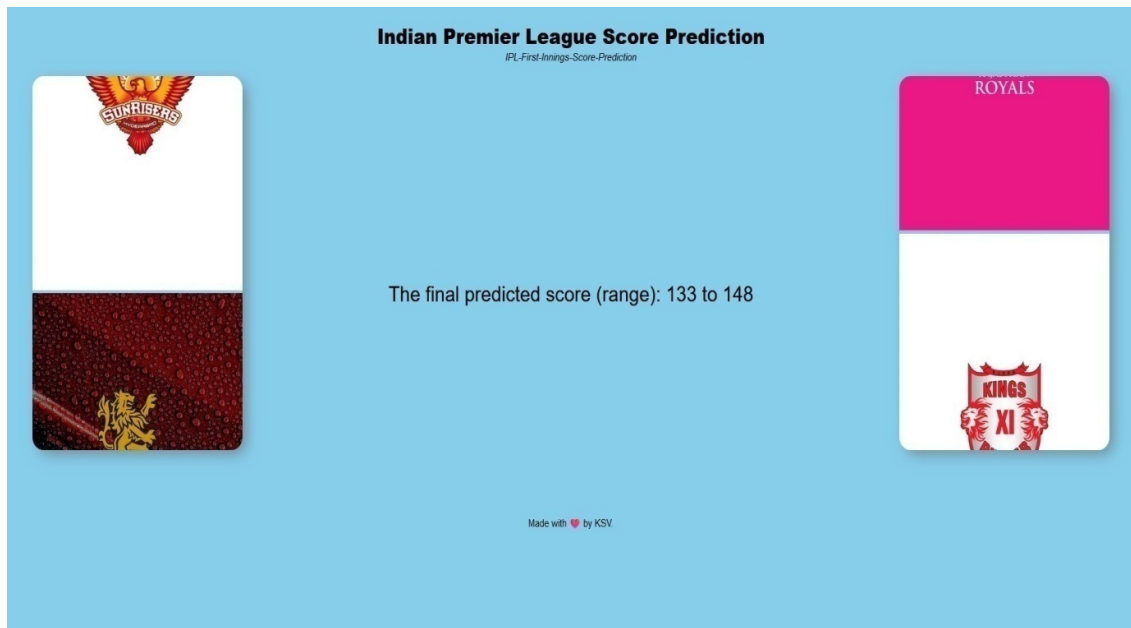 Indian Premier League Score Prediction
IPL-First-Innings-Score-Prediction
SUNRISERS
ROYALS
The final predicted score (range): 133 to 148
KINGS
XI
Made with ❤ by KSV.